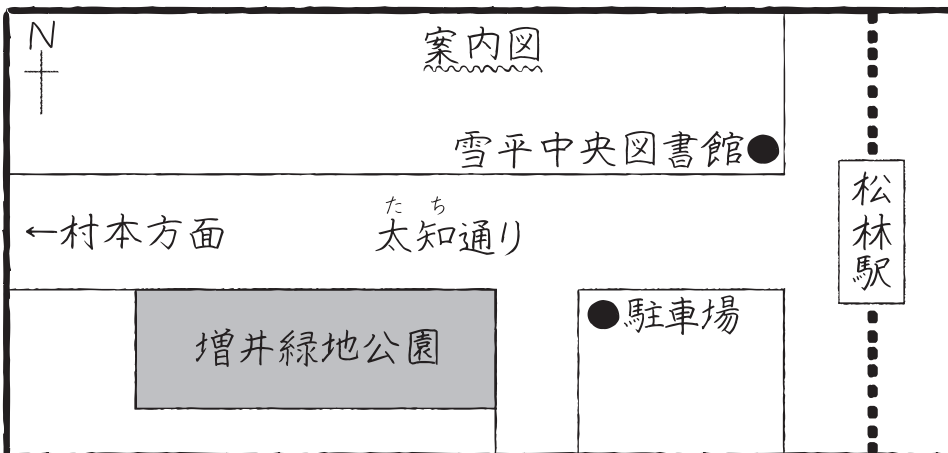 N
案内図
雪平中央図書館
←村本方面
たち
太知通り
松林駅
駐車場
増井緑地公園